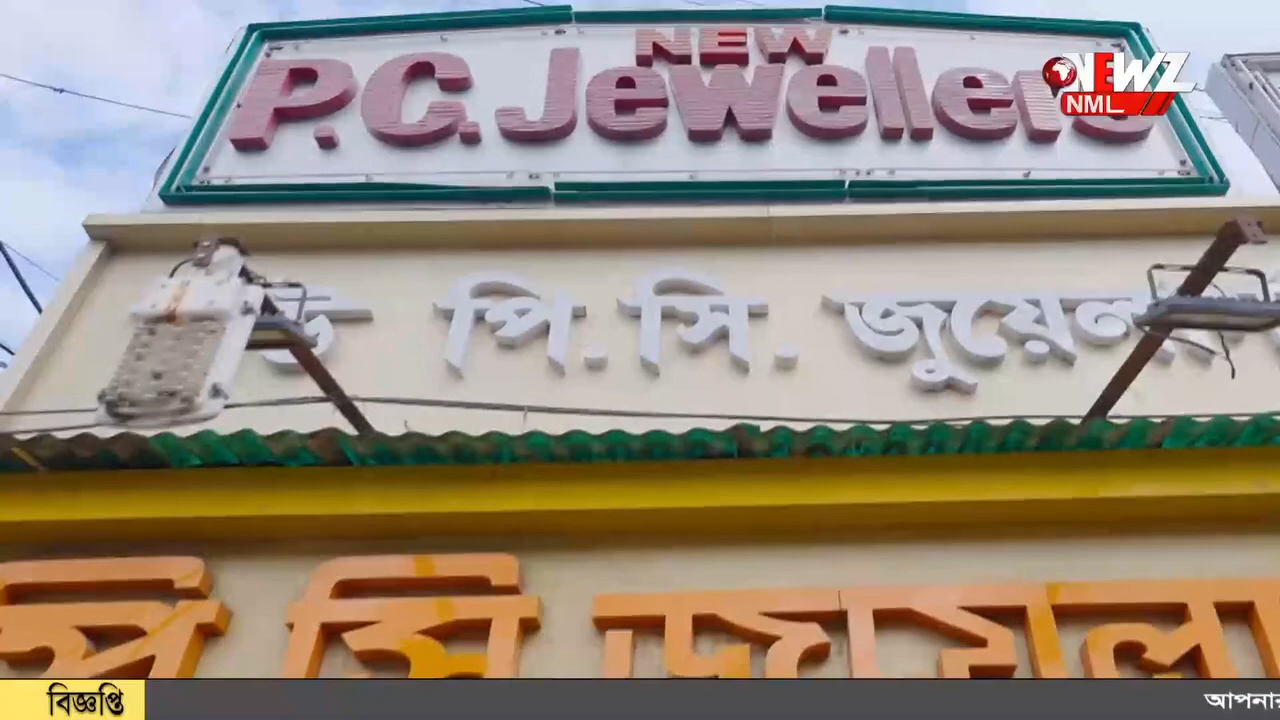 NEW
P.C. Jewellers
NEWZ
NML
উ পি.সি. জুয়েল
পি সি জুয়েলা
বিজ্ঞপ্তি
আপনার